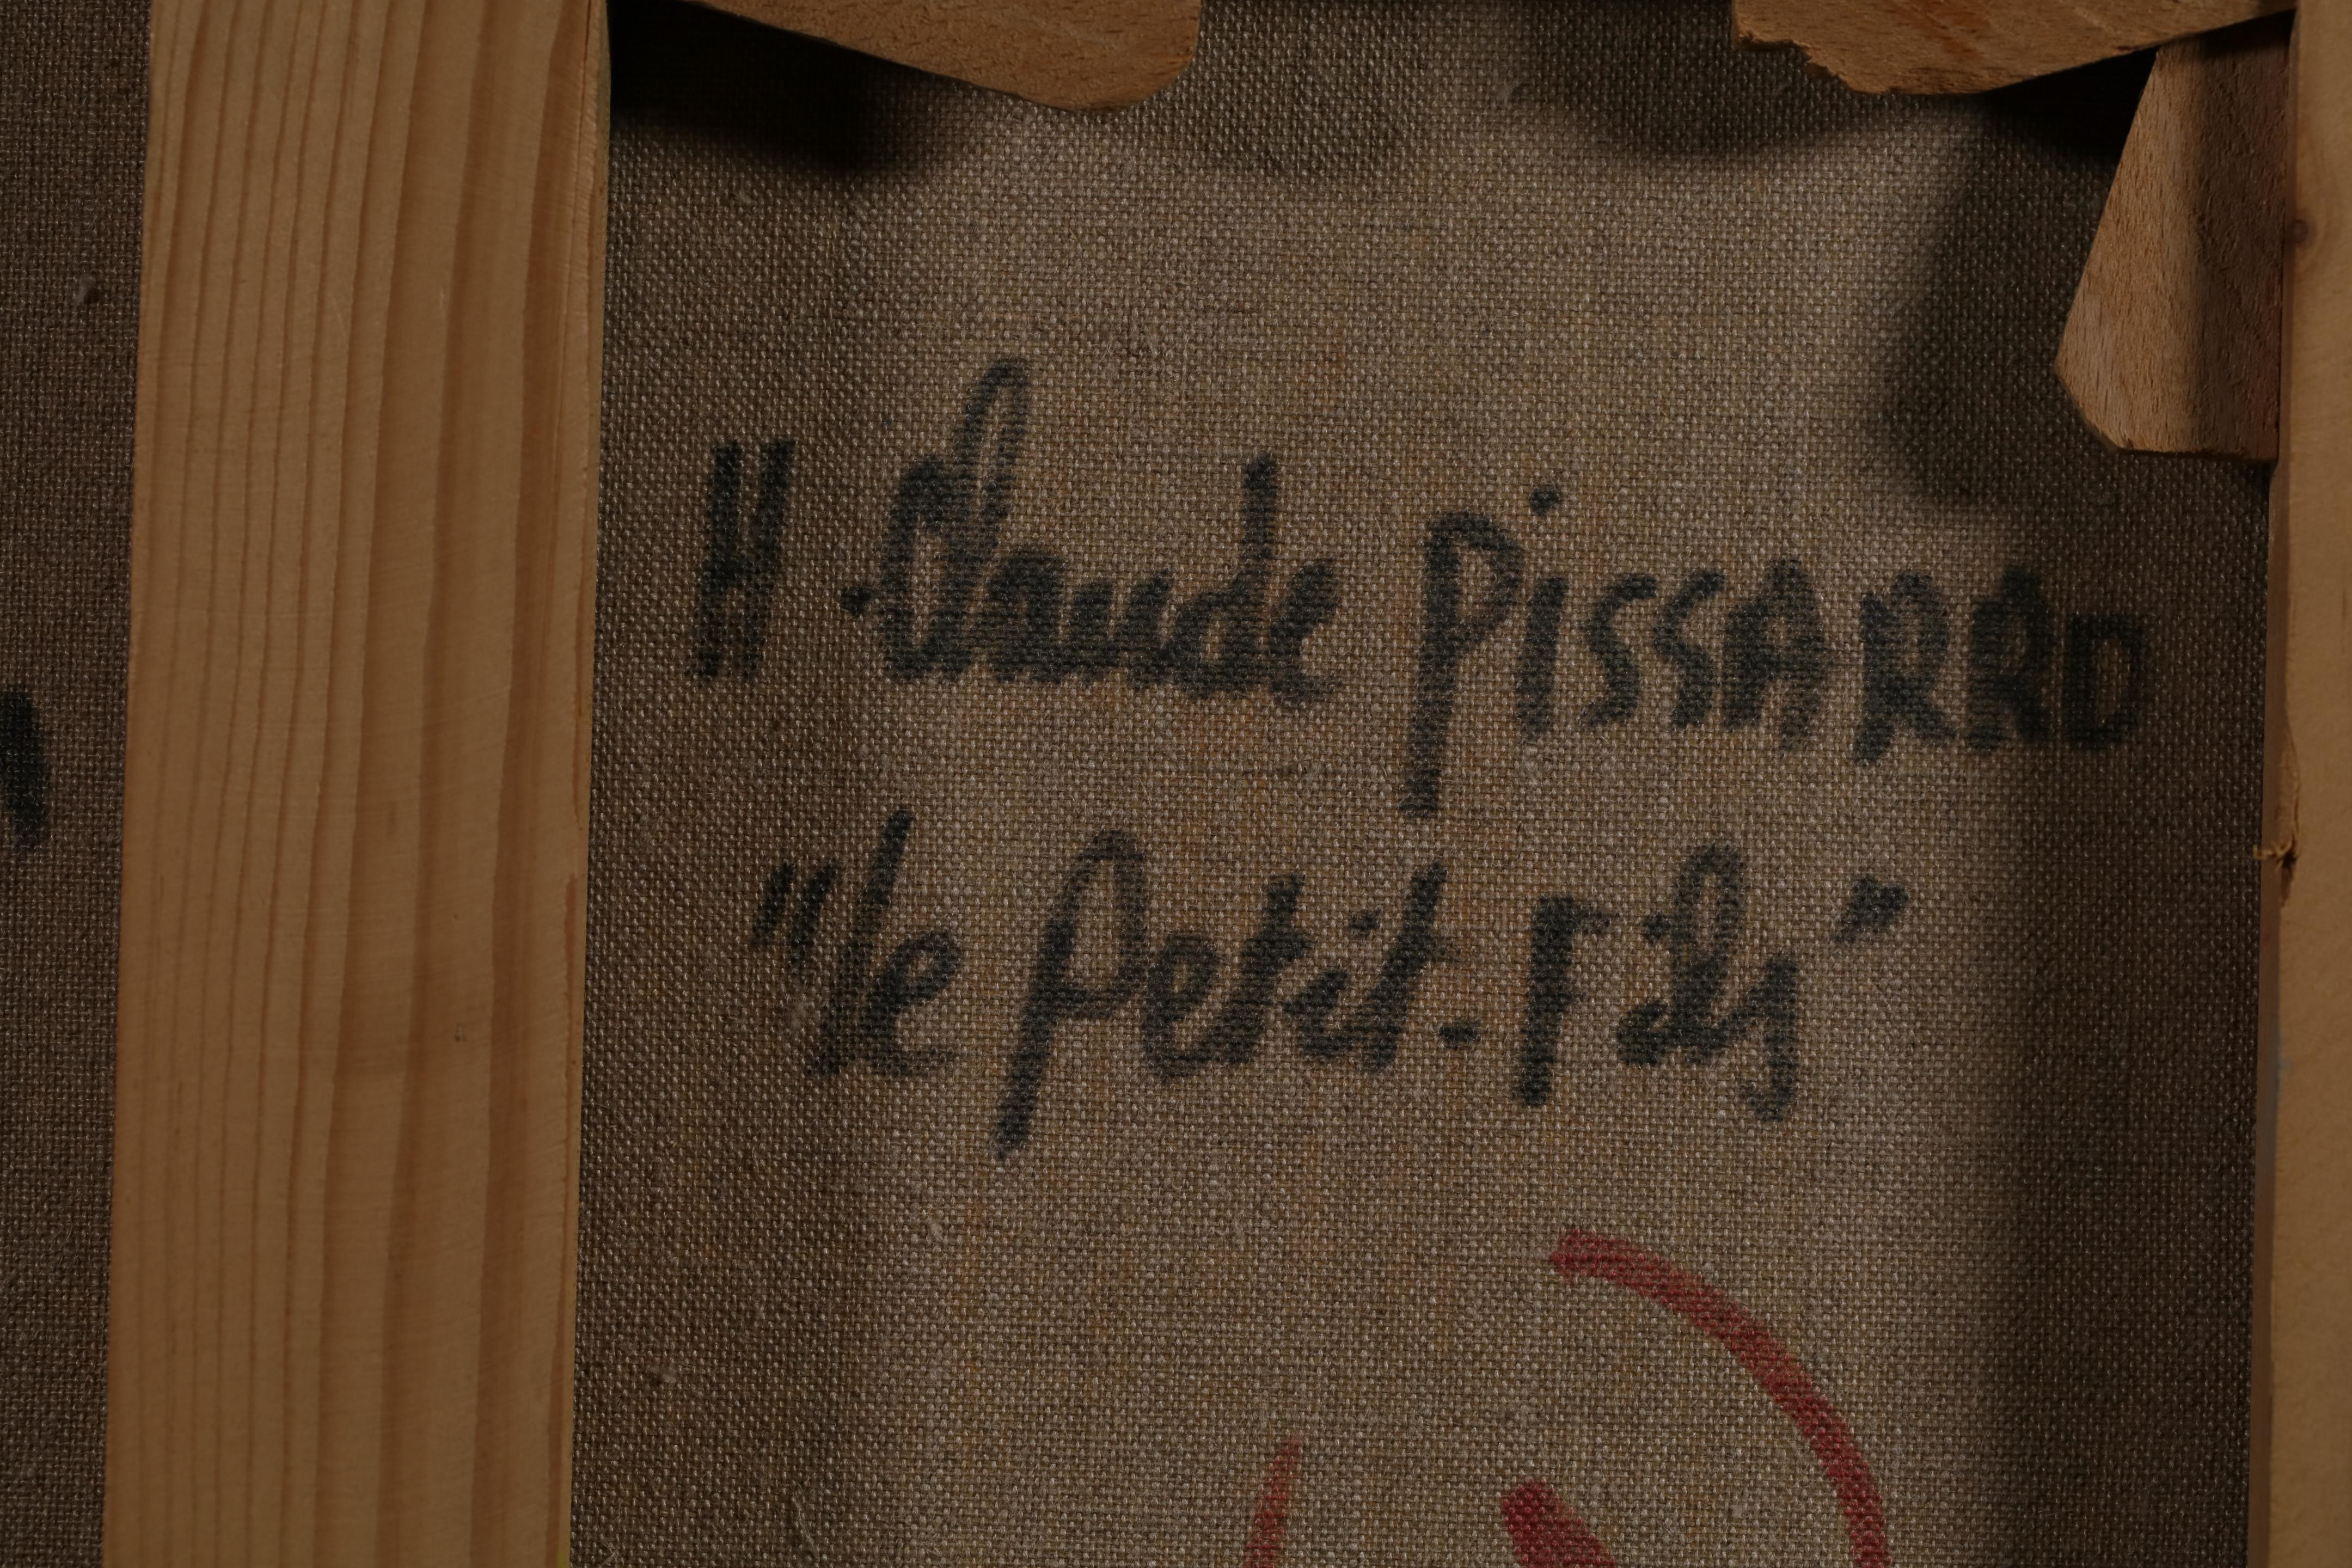 H. Claude PISSARRO
"le Petit-Fils"